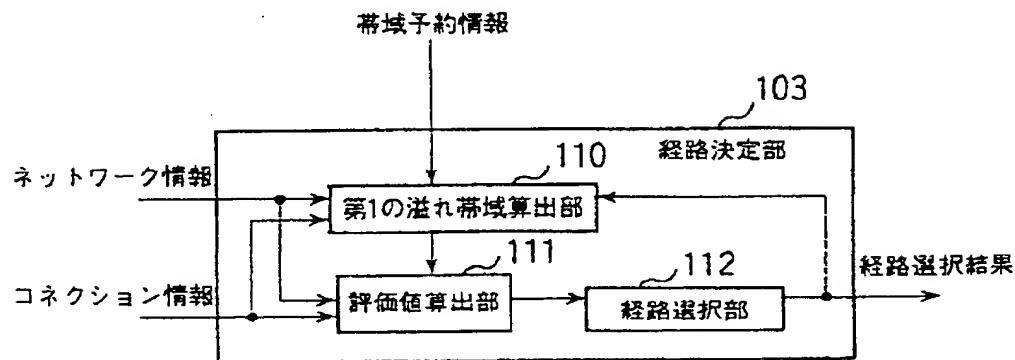 帯域予約情報
103
経路決定部
ネットワーク情報
110
第1の溢れ帯域算出部
111
112
経路選択結果
コネクション情報
評価値算出部
経路選択部